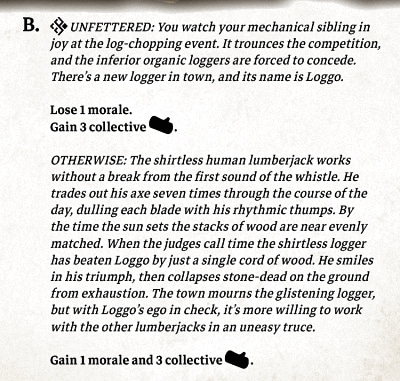 B. UNFETTERED: You watch your mechanical sibling in
joy at the log-chopping event. It trounces the competition,
and the inferior organic loggers are forced to concede.
There's a new logger in town, and its name is Loggo.
Lose 1 morale.
Gain 3 collective .
OTHERWISE: The shirtless human lumberjack works
without a break from the first sound of the whistle. He
trades out his axe seven times through the course of the
day, dulling each blade with his rhythmic thumps. By
the time the sun sets the stacks of wood are near evenly
matched. When the judges call time the shirtless logger
has beaten Loggo by just a single cord of wood. He smiles
in his triumph, then collapses stone-dead on the ground
from exhaustion. The town mourns the glistening logger,
but with Loggo's ego in check, it's more willing to work
with the other lumberjacks in an uneasy truce.
Gain 1 morale and 3 collective .